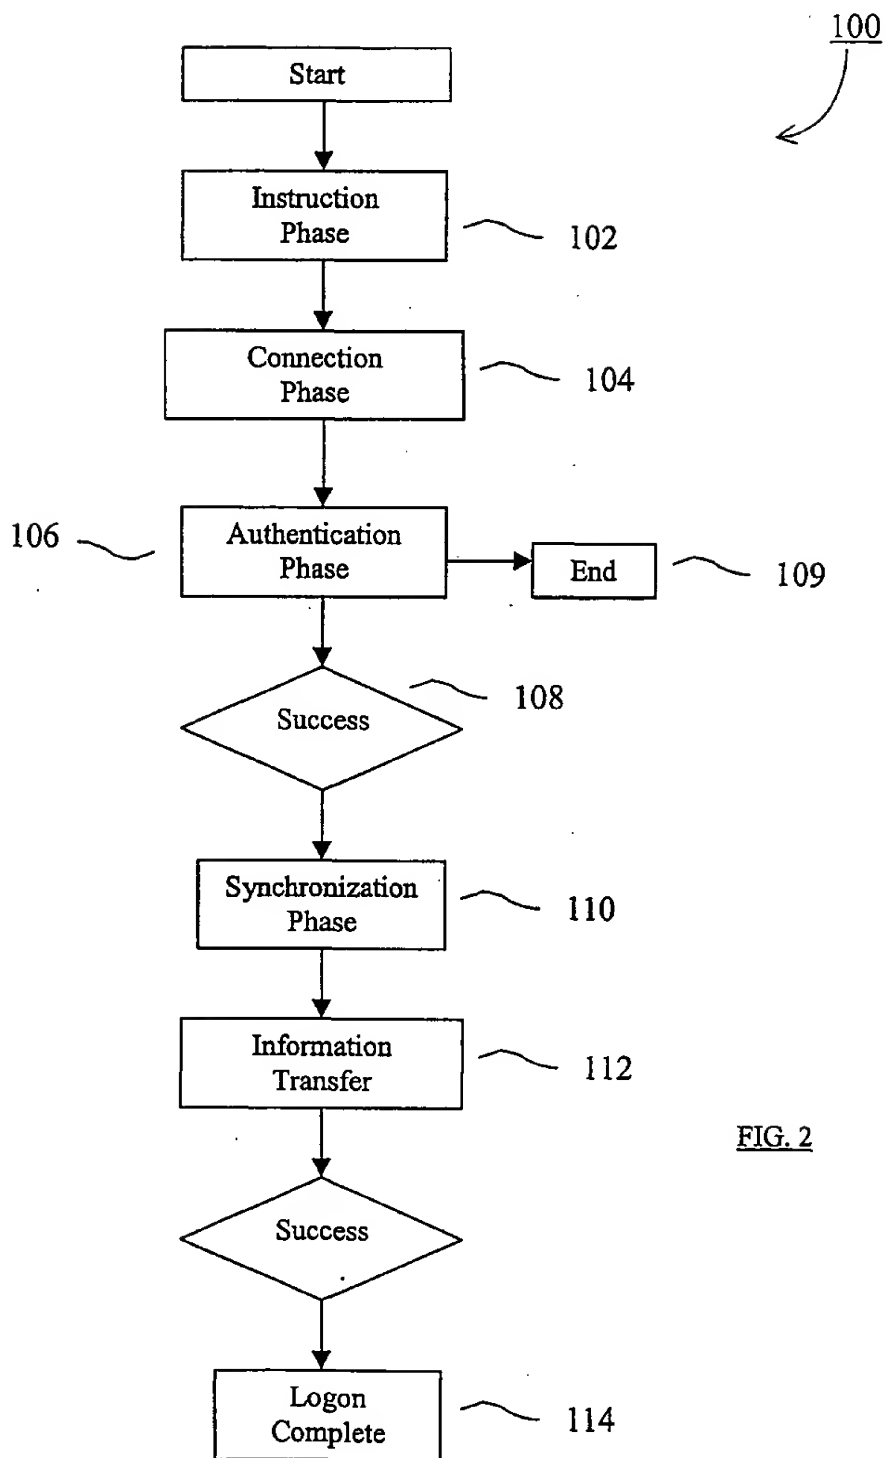 100
Start
Instruction
Phase
102
Connection
Phase
104
106
Authentication
Phase
End
109
Success
108
Synchronization
Phase
110
Information
Transfer
112
FIG. 2
Success
Logon
Complete
114